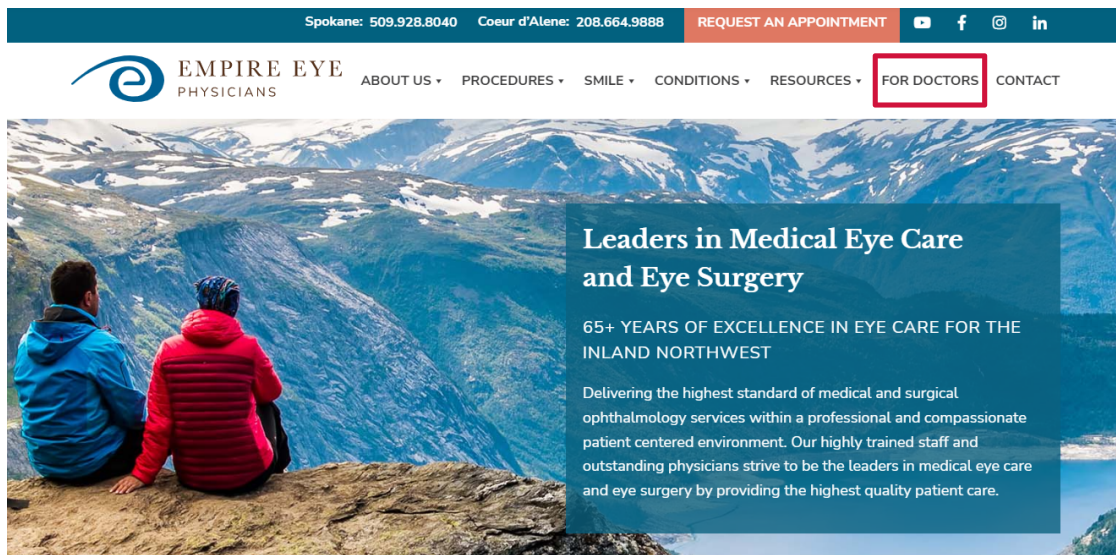 Spokane: 509.928.8040 Coeur d'Alene: 208.664.9888 REQUEST AN APPOINTMENT
EMPIRE EYE
PHYSICIANS
ABOUT US PROCEDURES SMILE CONDITIONS RESOURCES FOR DOCTORS CONTACT
Leaders in Medical Eye Care
and Eye Surgery
65+ YEARS OF EXCELLENCE IN EYE CARE FOR THE
INLAND NORTHWEST
Delivering the highest standard of medical and surgical
ophthalmology services within a professional and compassionate
patient centered environment. Our highly trained staff and
outstanding physicians strive to be the leaders in medical eye care
and eye surgery by providing the highest quality patient care.